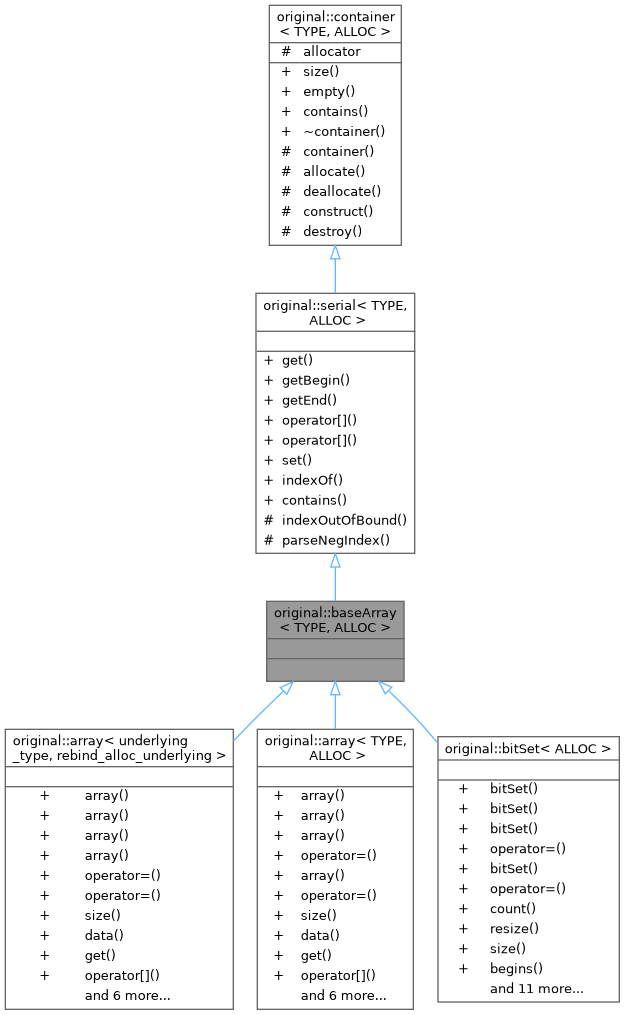 original::container
< TYPE, ALLOC >
# allocator
+ size()
+ empty()
+ contains()
+ ~container()
# container()
# allocate()
# deallocate()
# construct()
# destroy()
original::serial< TYPE,
ALLOC >
+ get()
+ getBegin()
+ getEnd()
+ operator[]()
+ operator[]()
+ set()
+ indexOf()
+ contains()
# indexOutOfBound()
# parseNegIndex()
original::baseArray
< TYPE, ALLOC >
original::array< underlying
_type, rebind_alloc_underlying >
+ array()
+ array()
+ array()
+ array()
+ operator=()
+ operator=()
+ size()
+ data()
+ get()
+ operator[]()
and 6 more...
original::array< TYPE,
ALLOC >
+ array()
+ array()
+ array()
+ operator=()
+ array()
+ operator=()
+ size()
+ data()
+ get()
+ operator[]()
and 6 more...
original::bitSet< ALLOC >
+ bitSet()
+ bitSet()
+ bitSet()
+ operator=()
+ bitSet()
+ operator=()
+ count()
+ resize()
+ size()
+ begins()
and 11 more...